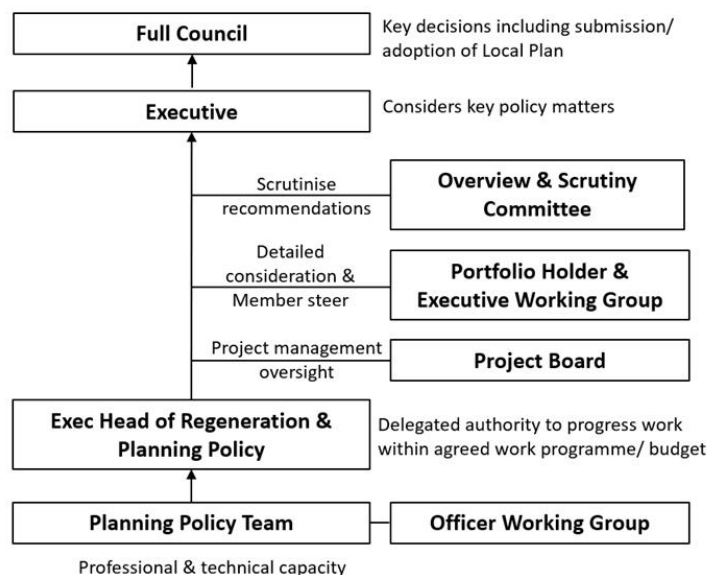 Full Council
Key decisions including submission/
adoption of Local Plan
Executive
Considers key policy matters
Scrutinise
recommendations
Overview & Scrutiny
Committee
Detailed
consideration &
Member steer
Portfolio Holder &
Executive Working Group
Project management
oversight
Project Board
Exec Head of Regeneration &
Planning Policy
Delegated authority to progress work
within agreed work programme/ budget
Planning Policy Team
Officer Working Group
Professional & technical capacity